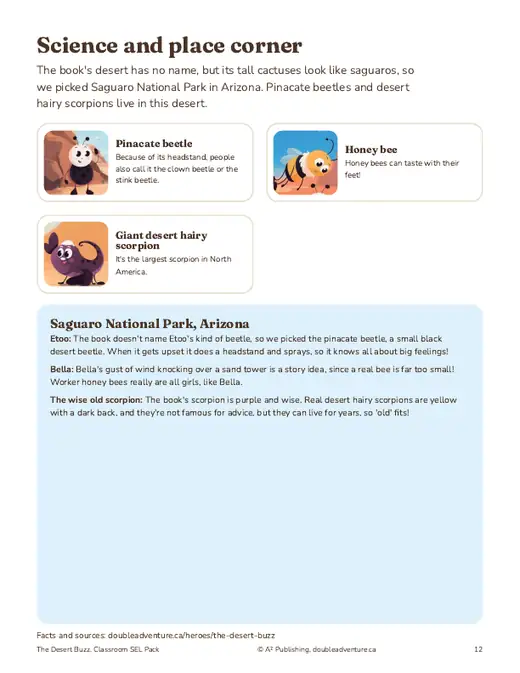 Science and place corner
The book's desert has no name, but its tall cactuses look like saguaros, so
we picked Saguaro National Park in Arizona. Pinacate beetles and desert
hairy scorpions live in this desert.
Pinacate beetle
Because of its headstand, people
also call it the clown beetle or the
stink beetle.
Honey bee
Honey bees can taste with their
feet!
Giant desert hairy
scorpion
It's the largest scorpion in North
America.
Saguaro National Park, Arizona
Etoo: The book doesn't name Etoo's kind of beetle, so we picked the pinacate beetle, a small black
desert beetle. When it gets upset it does a headstand and sprays, so it knows all about big feelings!
Bella: Bella's gust of wind knocking over a sand tower is a story idea, since a real bee is far too small!
Worker honey bees really are all girls, like Bella.
The wise old scorpion: The book's scorpion is purple and wise. Real desert hairy scorpions are yellow
with a dark back, and they're not famous for advice, but they can live for years, so 'old' fits!
Facts and sources: doubleadventure.ca/heroes/the-desert-buzz
The Desert Buzz, Classroom SEL Pack
© A² Publishing, doubleadventure.ca
12